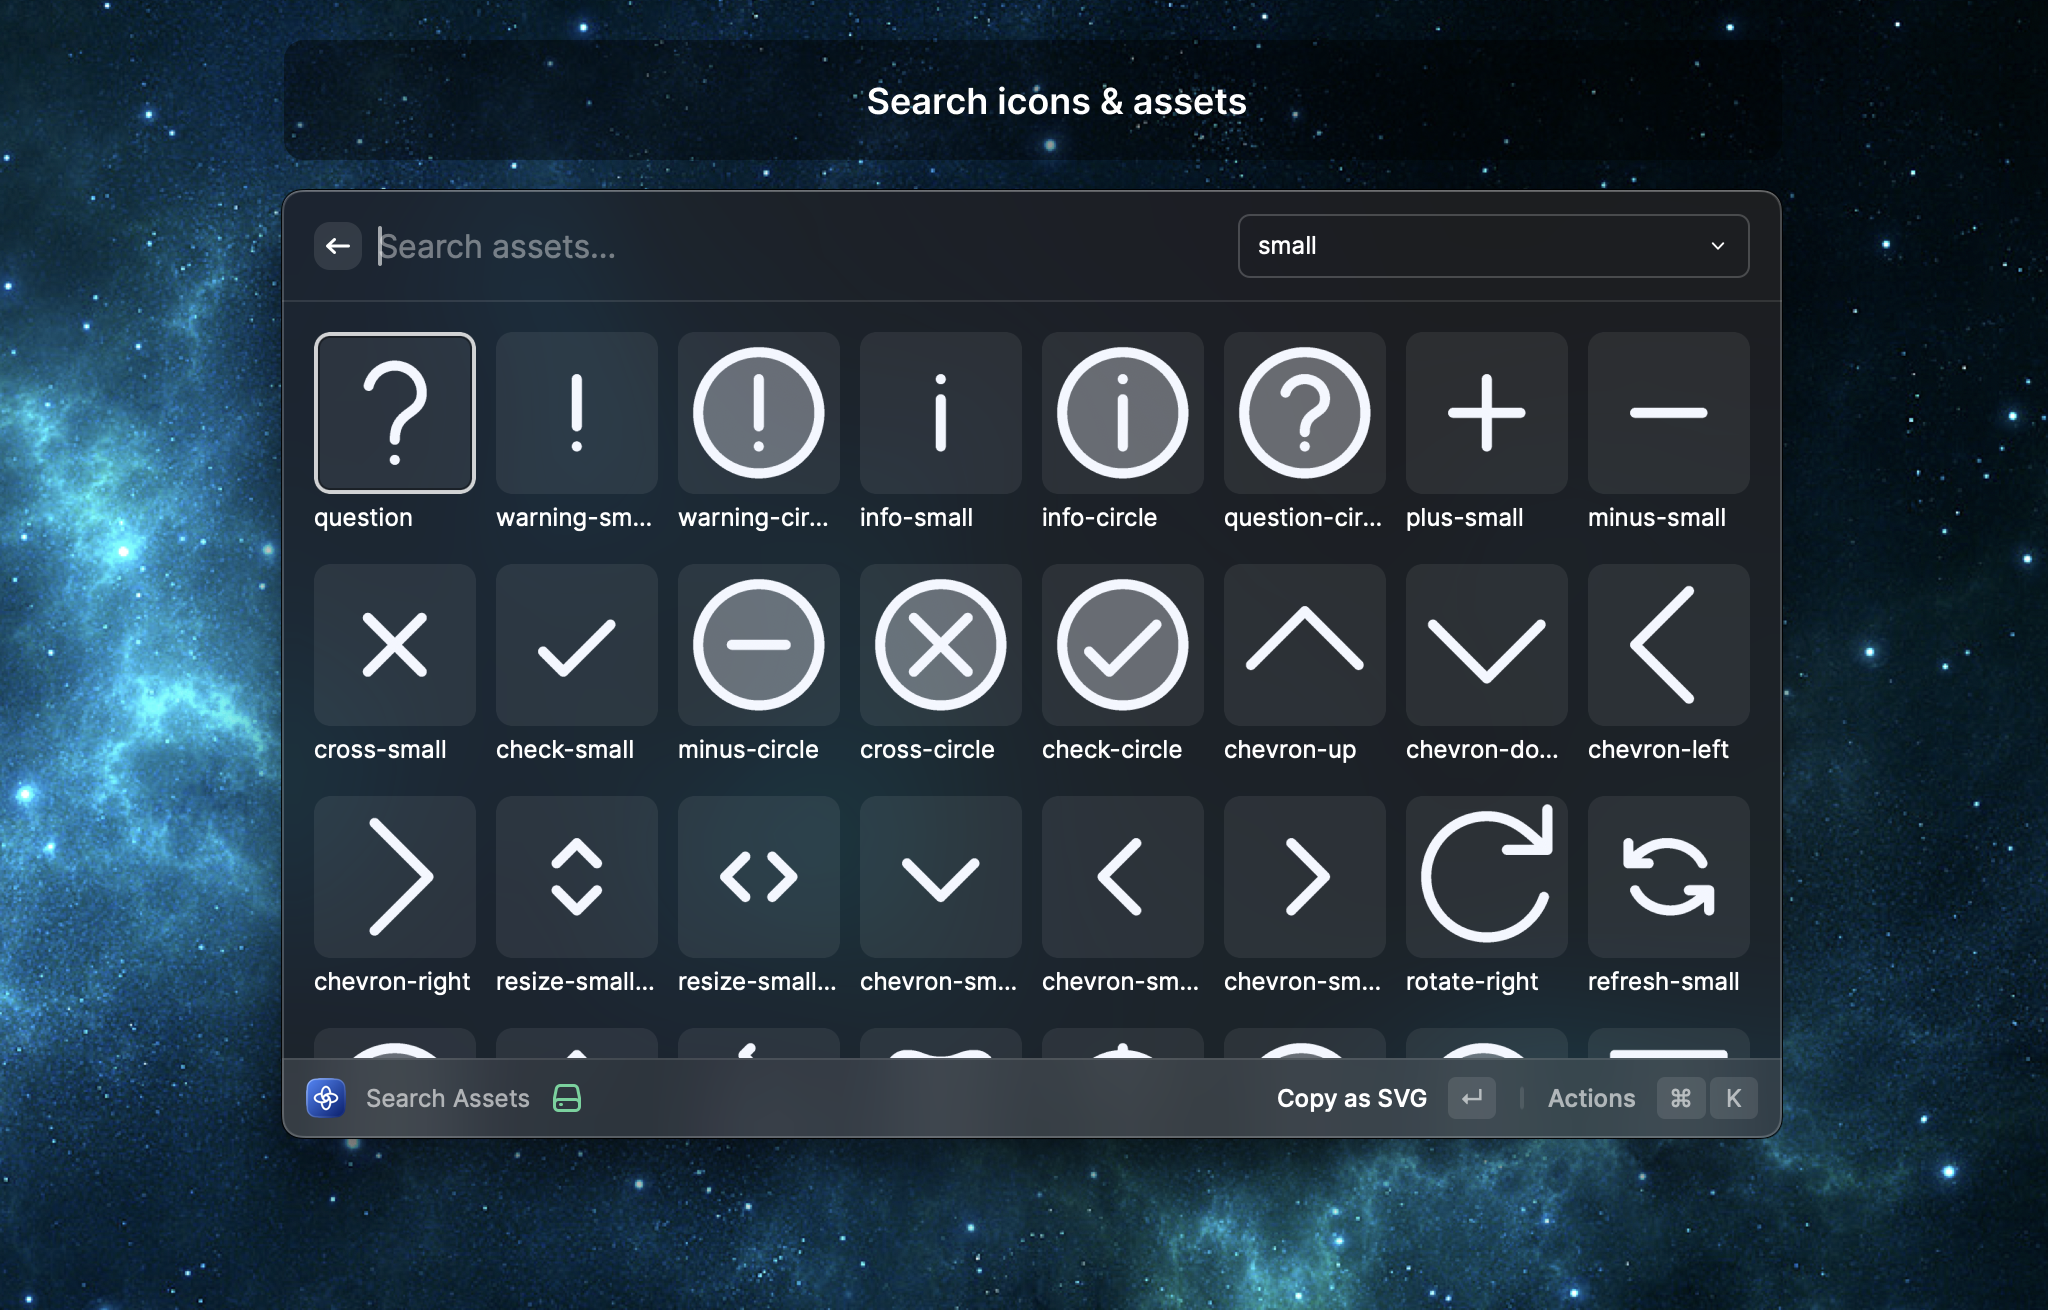 Search icons & assets
Search assets...
small
question
warning-sm...
warning-cir...
info-small
info-circle
question-cir...
plus-small
minus-small
cross-small
check-small
minus-circle
cross-circle
check-circle
chevron-up
chevron-do...
chevron-left
chevron-right
resize-small...
resize-small...
chevron-sm...
chevron-sm...
chevron-sm...
rotate-right
refresh-small
Search Assets
Copy as SVG
Actions ⌘ K